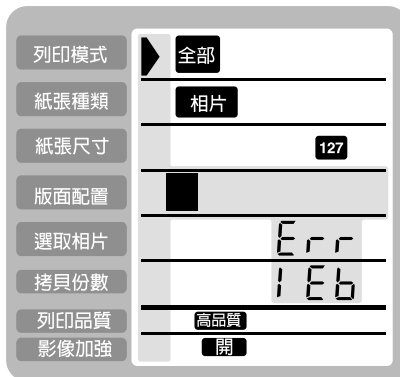 列印模式 全部
紙張種類 相片
紙張尺寸 127
版面配置
選取相片 Err
拷貝份數 1 Eb
列印品質 高品質
影像加強 開